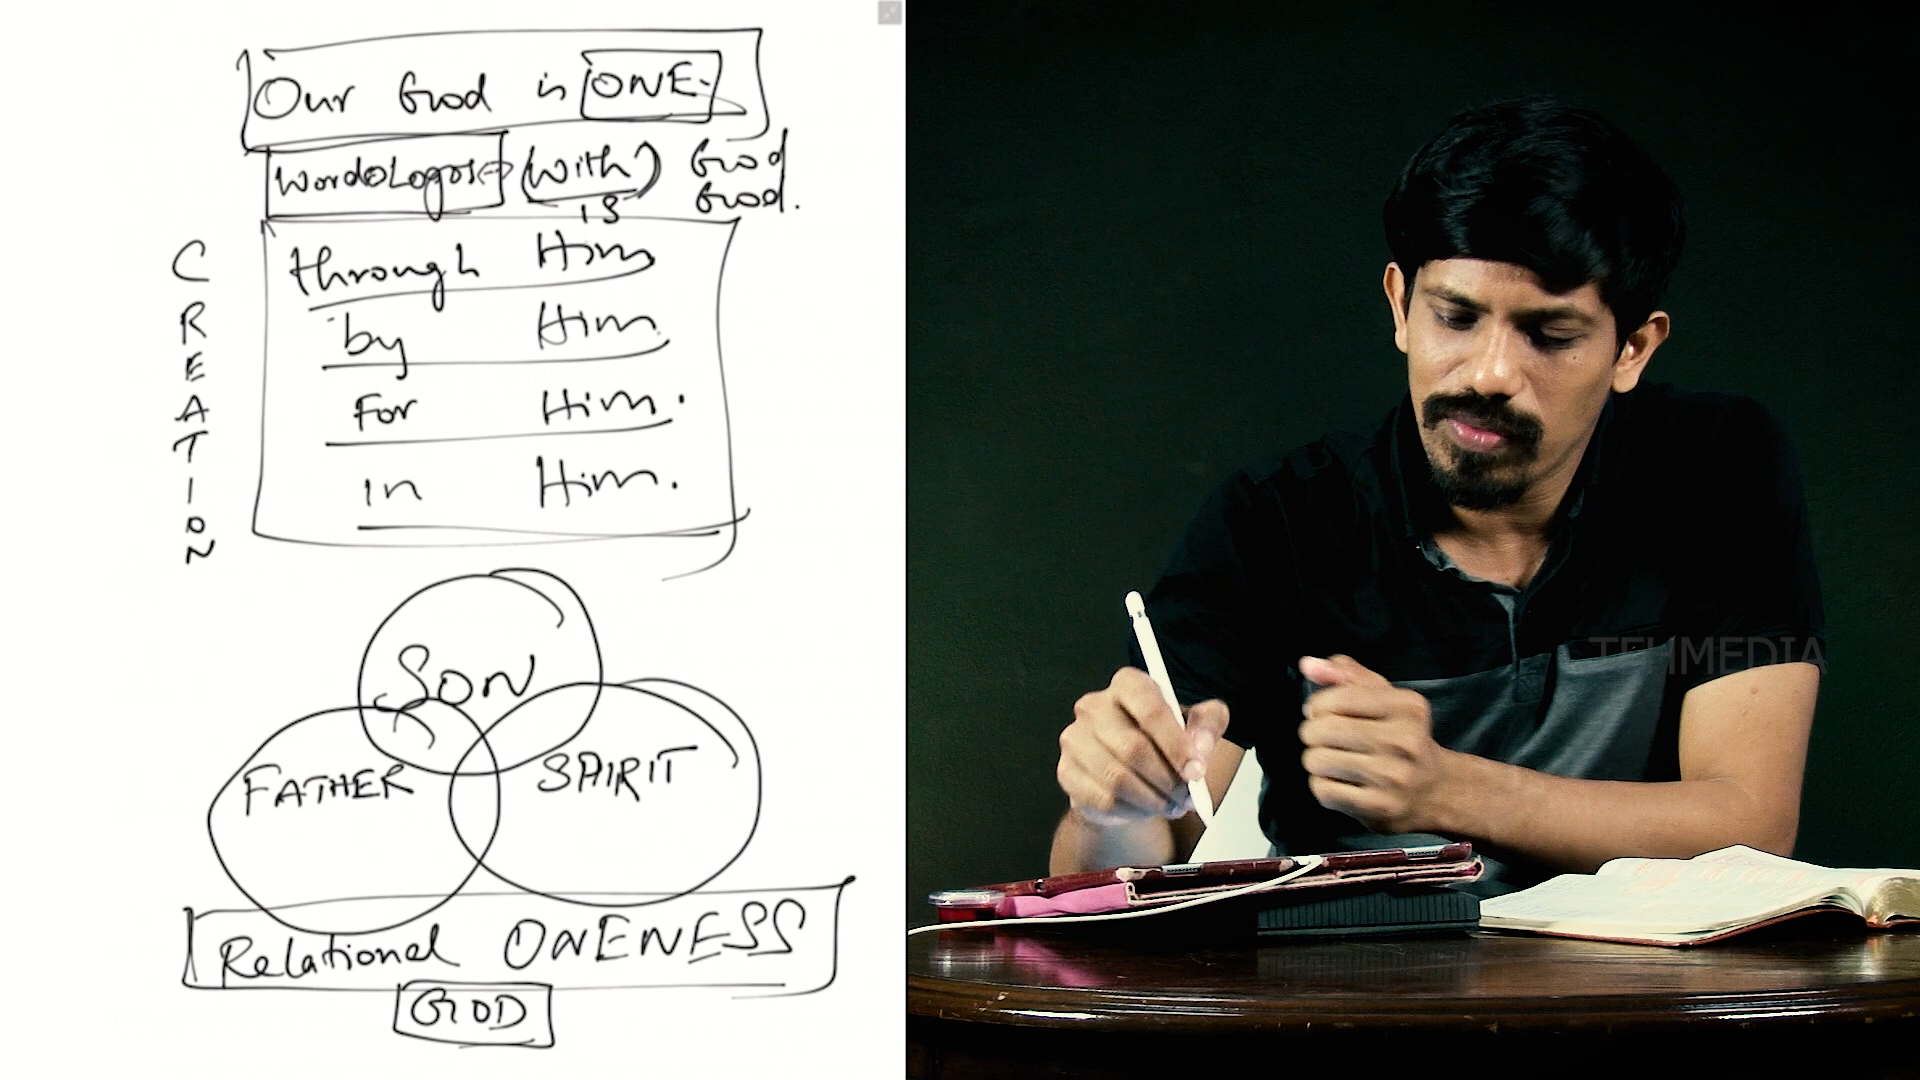 Our God is ONE.
Word Logos (With) God
is God.
CREATION
through Him
by Him.
For Him.
in Him.
SON
FATHER SPIRIT
Relational ONENESS
GOD
TEHMEDIA